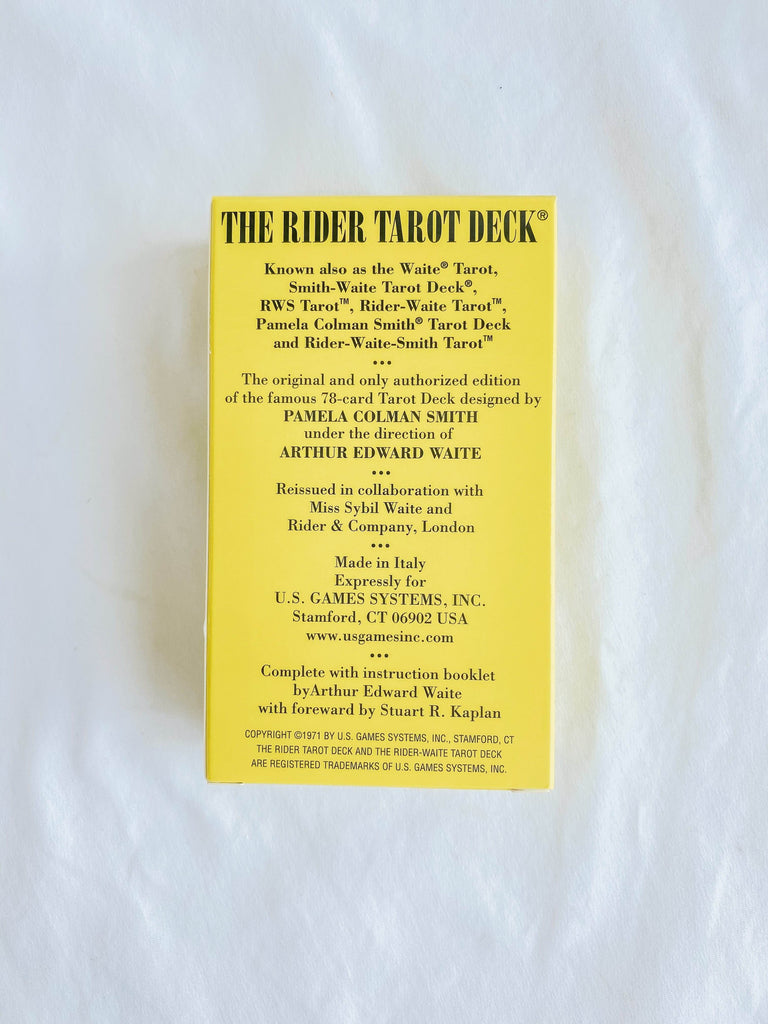 THE RIDER TAROT DECK®
Known also as the Waite® Tarot,
Smith-Waite Tarot Deck®,
RWS Tarot™, Rider-Waite Tarot™,
Pamela Colman Smith® Tarot Deck
and Rider-Waite-Smith Tarot™
•••
The original and only authorized edition
of the famous 78-card Tarot Deck designed by
PAMELA COLMAN SMITH
under the direction of
ARTHUR EDWARD WAITE
•••
Reissued in collaboration with
Miss Sybil Waite and
Rider & Company, London
•••
Made in Italy
Expressly for
U.S. GAMES SYSTEMS, INC.
Stamford, CT 06902 USA
www.usgamesinc.com
•••
Complete with instruction booklet
byArthur Edward Waite
with foreward by Stuart R. Kaplan
COPYRIGHT ©1971 BY U.S. GAMES SYSTEMS, INC., STAMFORD, CT
THE RIDER TAROT DECK AND THE RIDER-WAITE TAROT DECK
ARE REGISTERED TRADEMARKS OF U.S. GAMES SYSTEMS, INC.